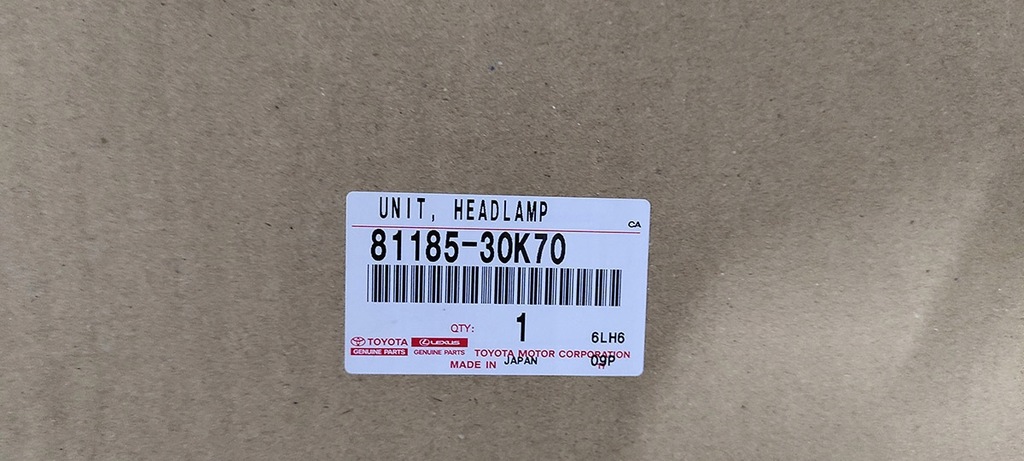 UNIT, HEADLAMP
CA
81185-30K70
QTY: 1
6LH6
TOYOTA LEXUS
GENUINE PARTS GENUINE PARTS TOYOTA MOTOR CORPORATION
MADE IN JAPAN 09P